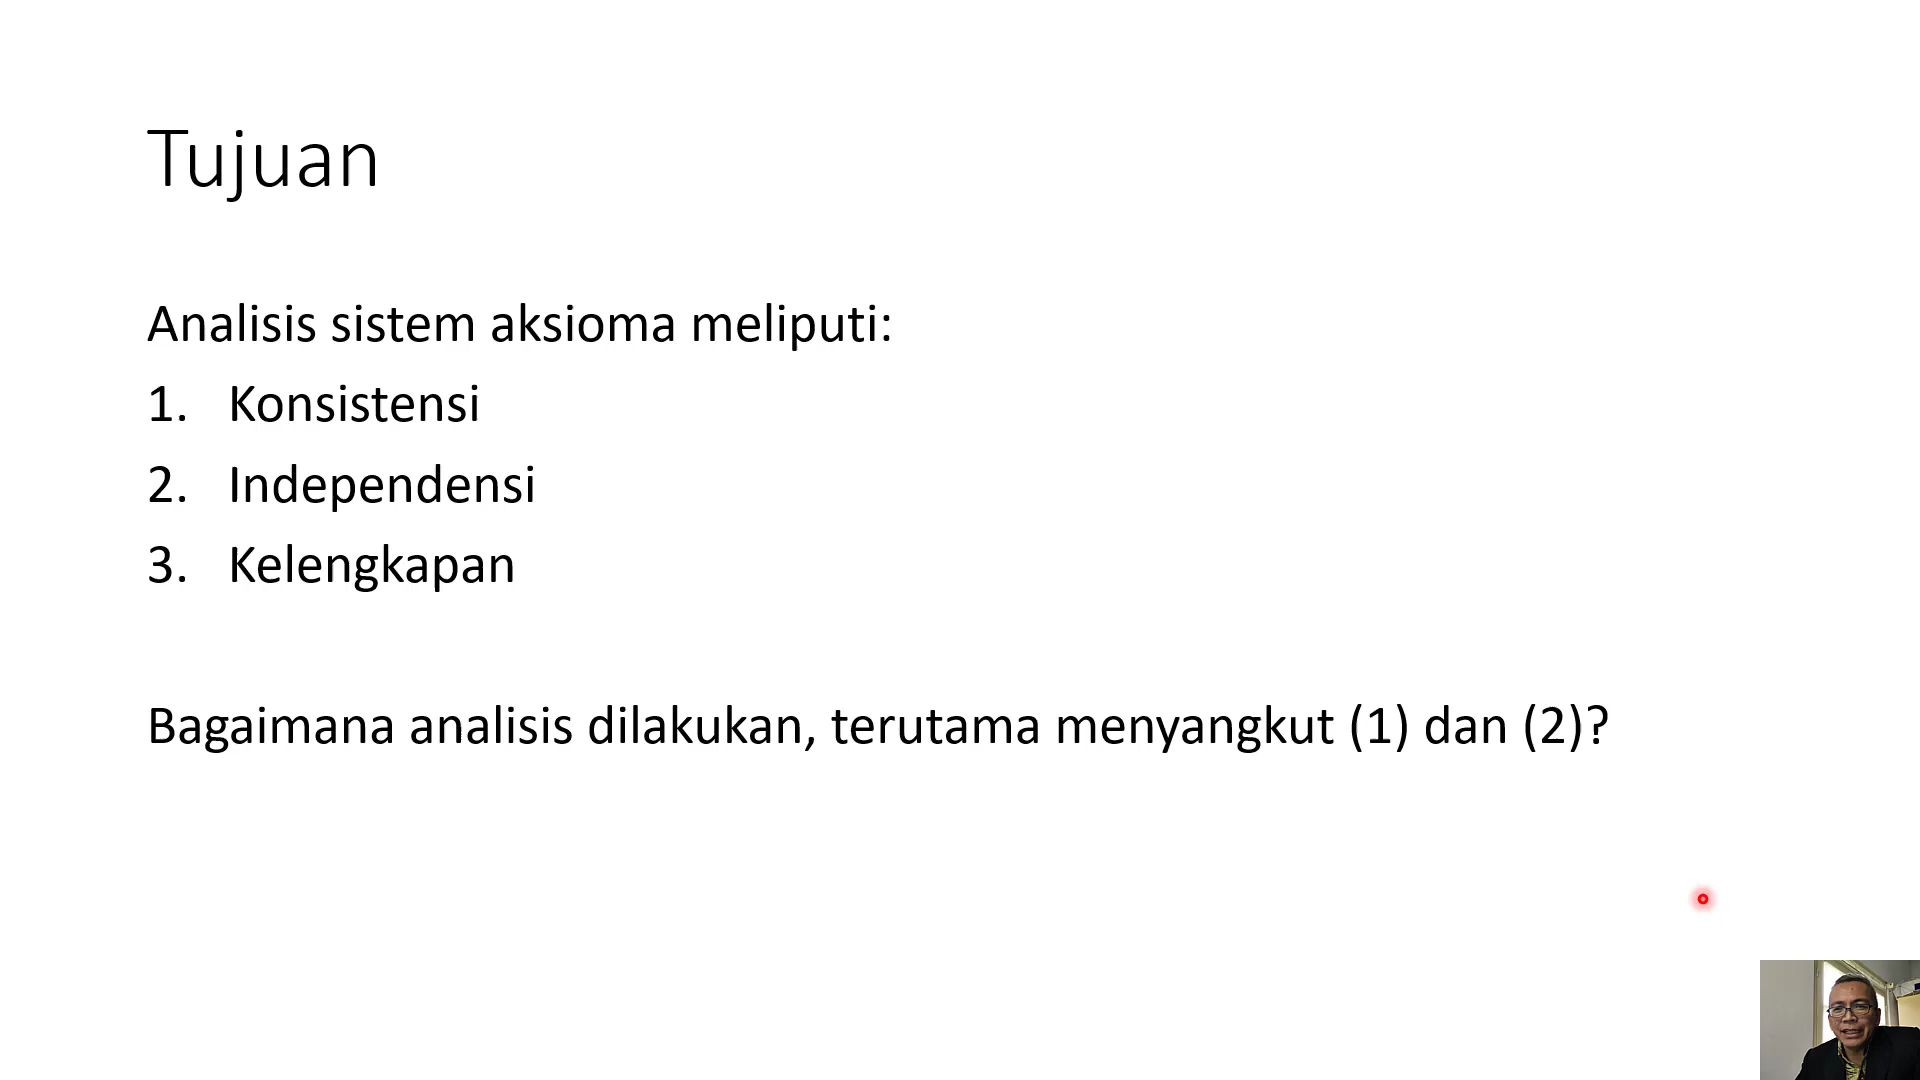 Tujuan
Analisis sistem aksioma meliputi:
1. Konsistensi
2. Independensi
3. Kelengkapan
Bagaimana analisis dilakukan, terutama menyangkut (1) dan (2)?